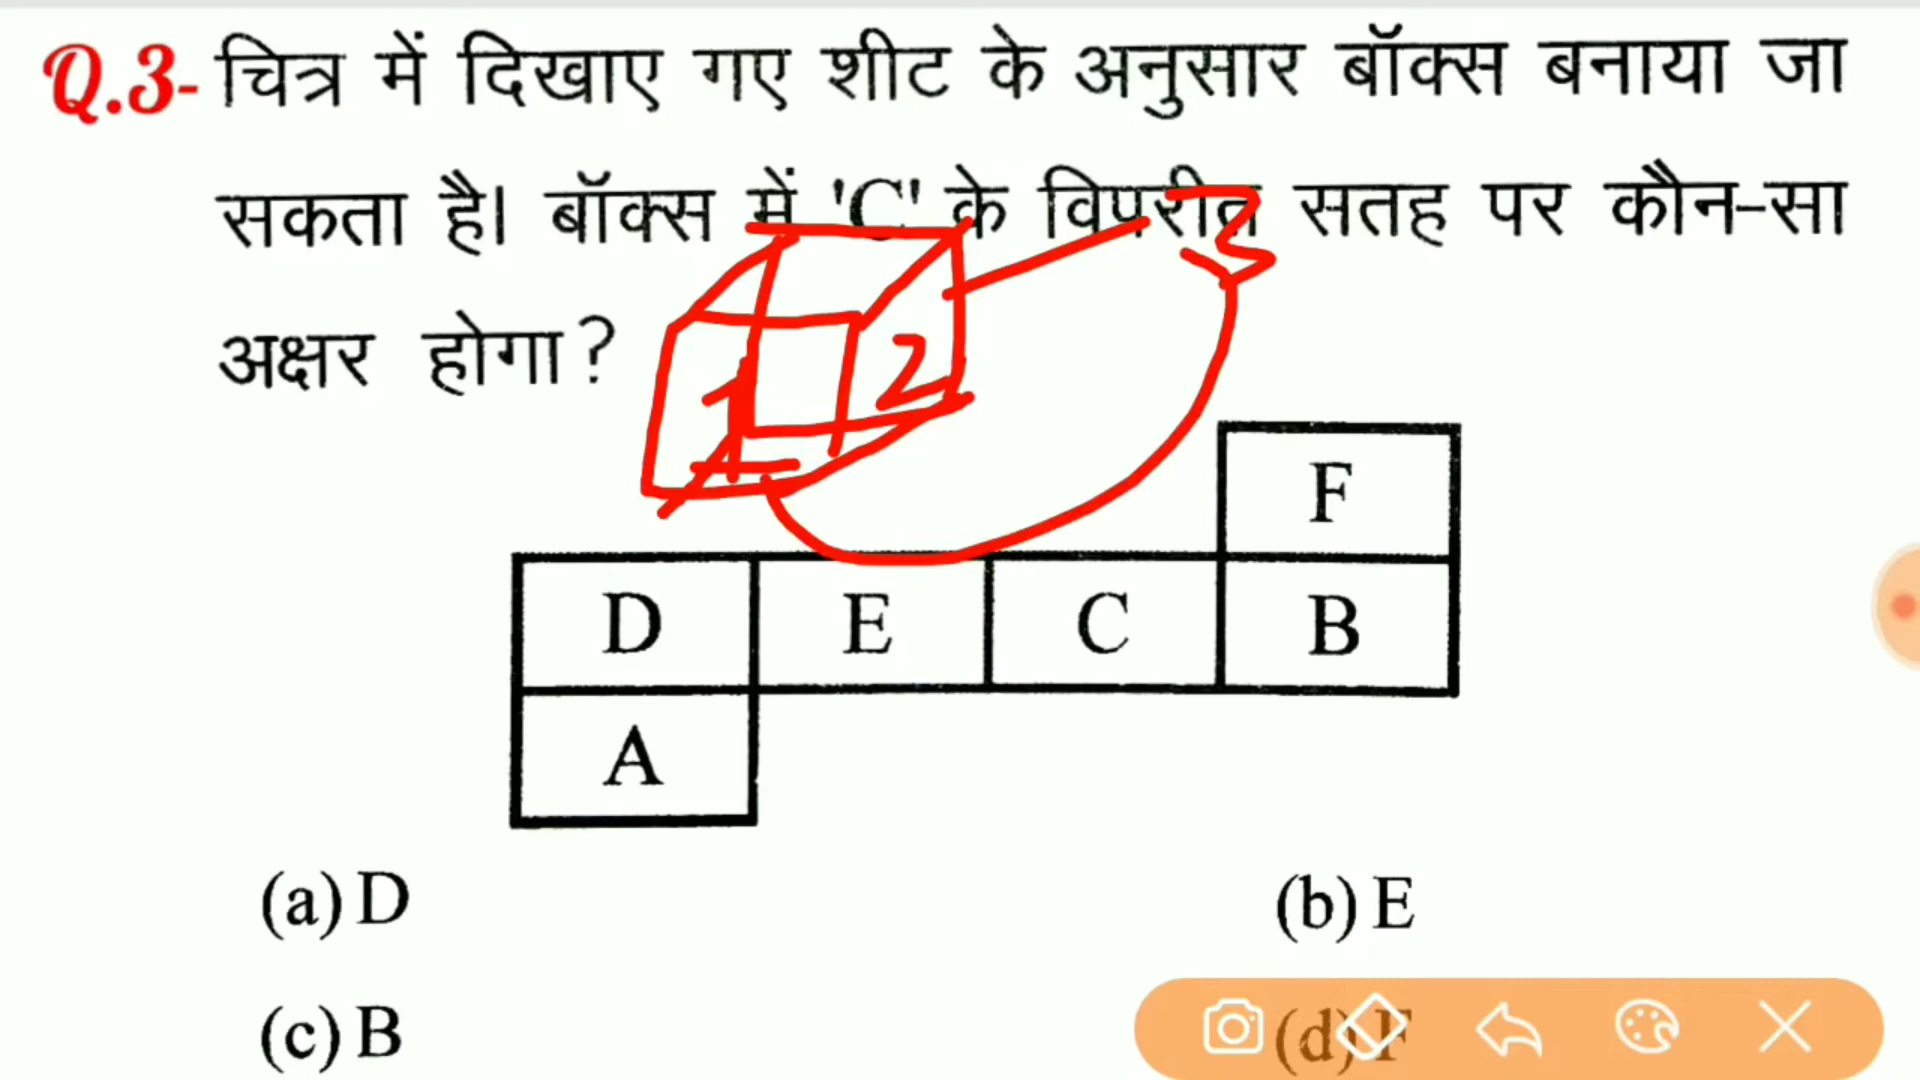 Q.3- चित्र में दिखाए गए शीट के अनुसार बॉक्स बनाया जा
सकता है। बॉक्स में 'C' के विपरीत सतह पर कौन-सा
अक्षर होगा?
3
1 2
F
D E C B
A
(a) D (b) E
(c) B (d) F